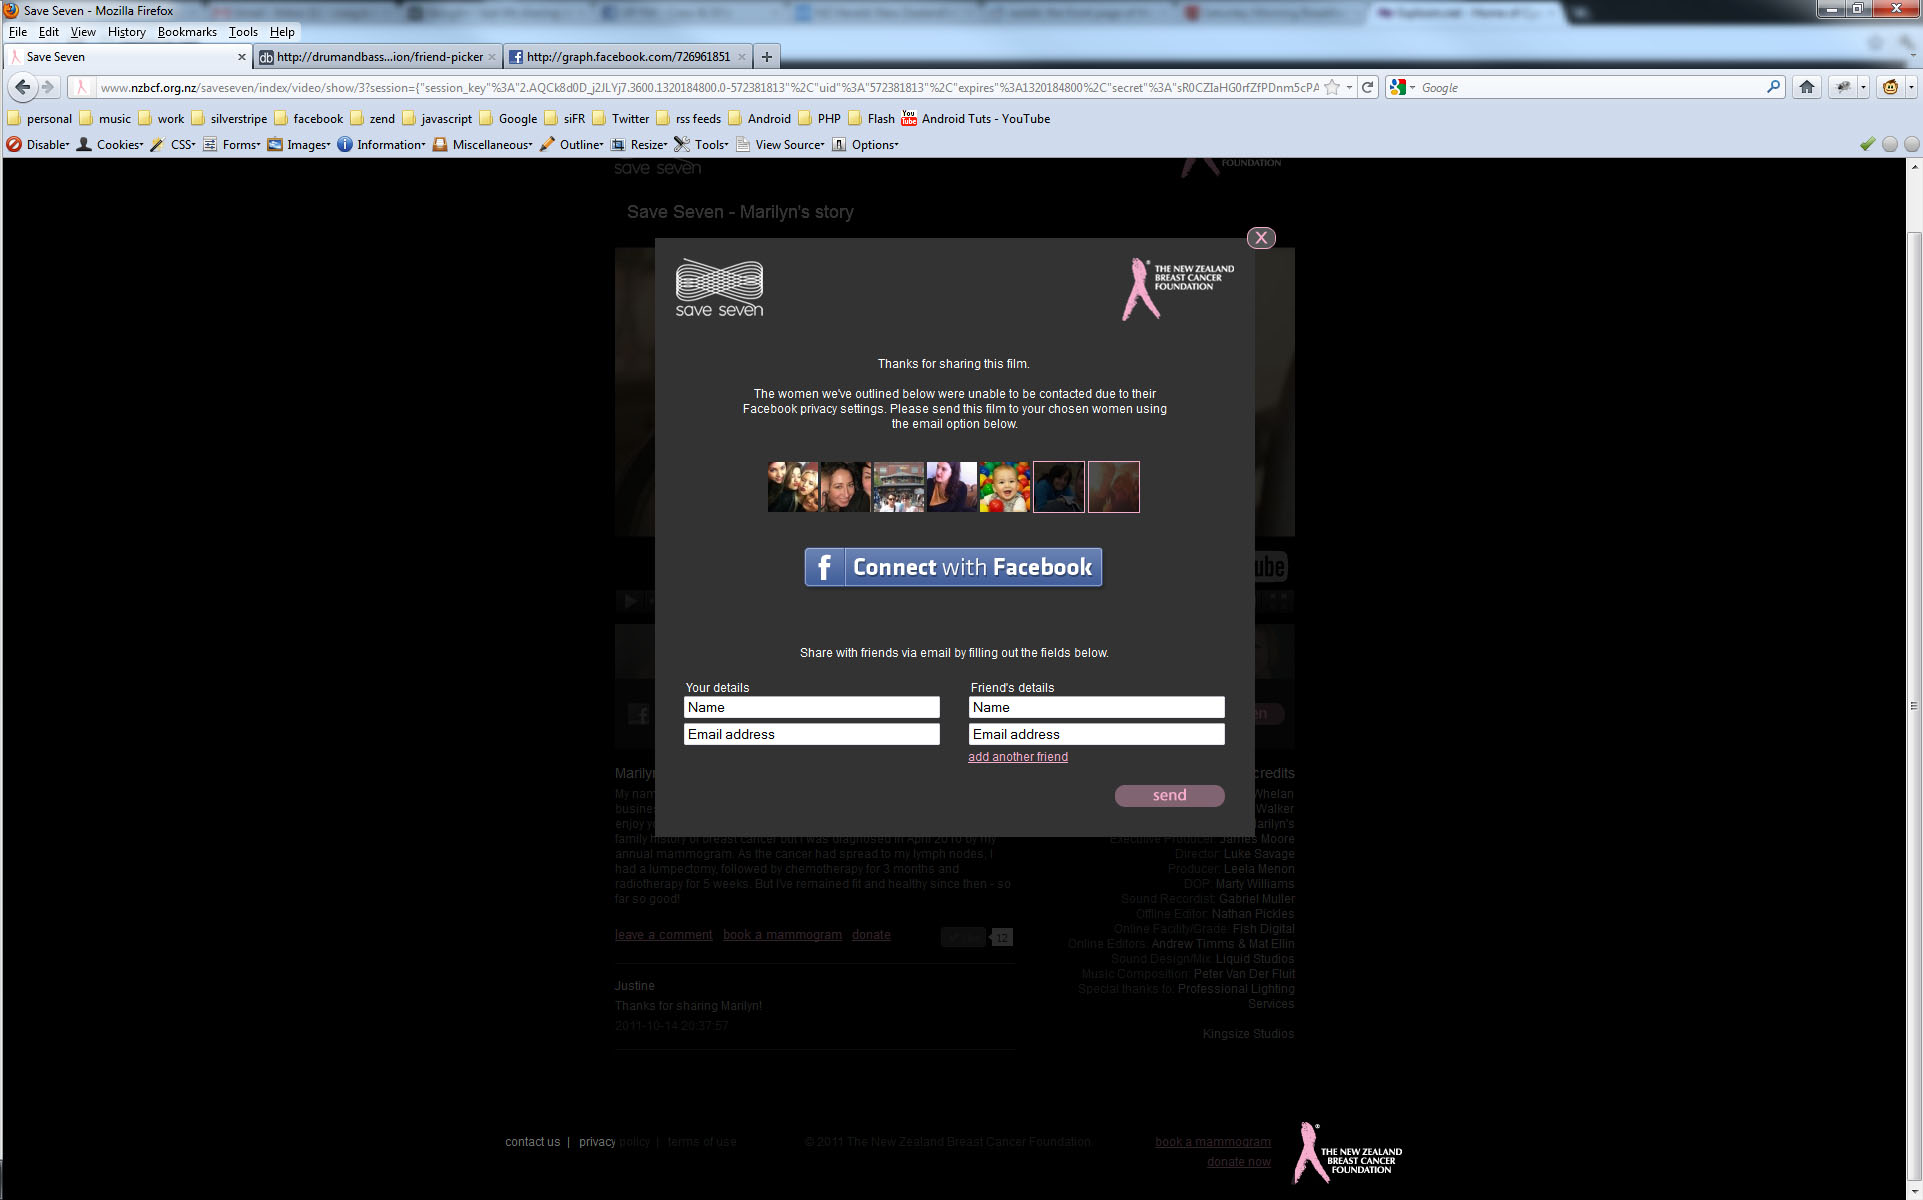 Save Seven - Mozilla Firefox
File Edit View History Bookmarks Tools Help
Save Seven
http://drumandbass...ion/friend-picker
http://graph.facebook.com/726961851
www.nzbcf.org.nz/saveseven/index/video/show/3?session={"session_key"%3A"2.AQCk8d0D_j2JLYj7.3600.1320184800.0-572381813"%2C"uid"%3A"572381813"%2C"expires"%3A1320184800%2C"secret"%3A"sR0CZIaHG0rfZfPDnm5cPA
Google
personal music work silverstripe facebook zend javascript Google siFR Twitter rss feeds Android PHP Flash Android Tuts - YouTube
Disable Cookies CSS Forms Images Information Miscellaneous Outline Resize Tools View Source Options
save seven
FOUNDATION
Save Seven - Marilyn's story
X
save seven
THE NEW ZEALAND
BREAST CANCER
FOUNDATION
Thanks for sharing this film.
The women we've outlined below were unable to be contacted due to their
Facebook privacy settings. Please send this film to your chosen women using
the email option below.
f Connect with Facebook
Share with friends via email by filling out the fields below.
Your details
Name
Email address
Friend's details
Name
Email address
add another friend
send
family history of breast cancer but I was diagnosed in April 2010 by my
annual mammogram. As the cancer had spread to my lymph nodes, I
had a lumpectomy, followed by chemotherapy for 3 months and
radiotherapy for 5 weeks. But I've remained fit and healthy since then - so
far so good!
leave a comment book a mammogram donate
12
Justine
Thanks for sharing Marilyn!
2011-10-14 20:37:57
credits
Whelan
Walker
Executive Producer: James Moore
Director: Luke Savage
Producer: Leela Menon
DOP: Marty Williams
Sound Recordist: Gabriel Muller
Offline Editor: Nathan Pickles
Online Facility/Grade: Fish Digital
Online Editors: Andrew Timms & Mat Ellin
Sound Design/Mix: Liquid Studios
Music Composition: Peter Van Der Fluit
Special thanks to: Professional Lighting
Services
Kingsize Studios
contact us | privacy policy | terms of use
© 2011 The New Zealand Breast Cancer Foundation
book a mammogram
donate now
THE NEW ZEALAND
BREAST CANCER
FOUNDATION